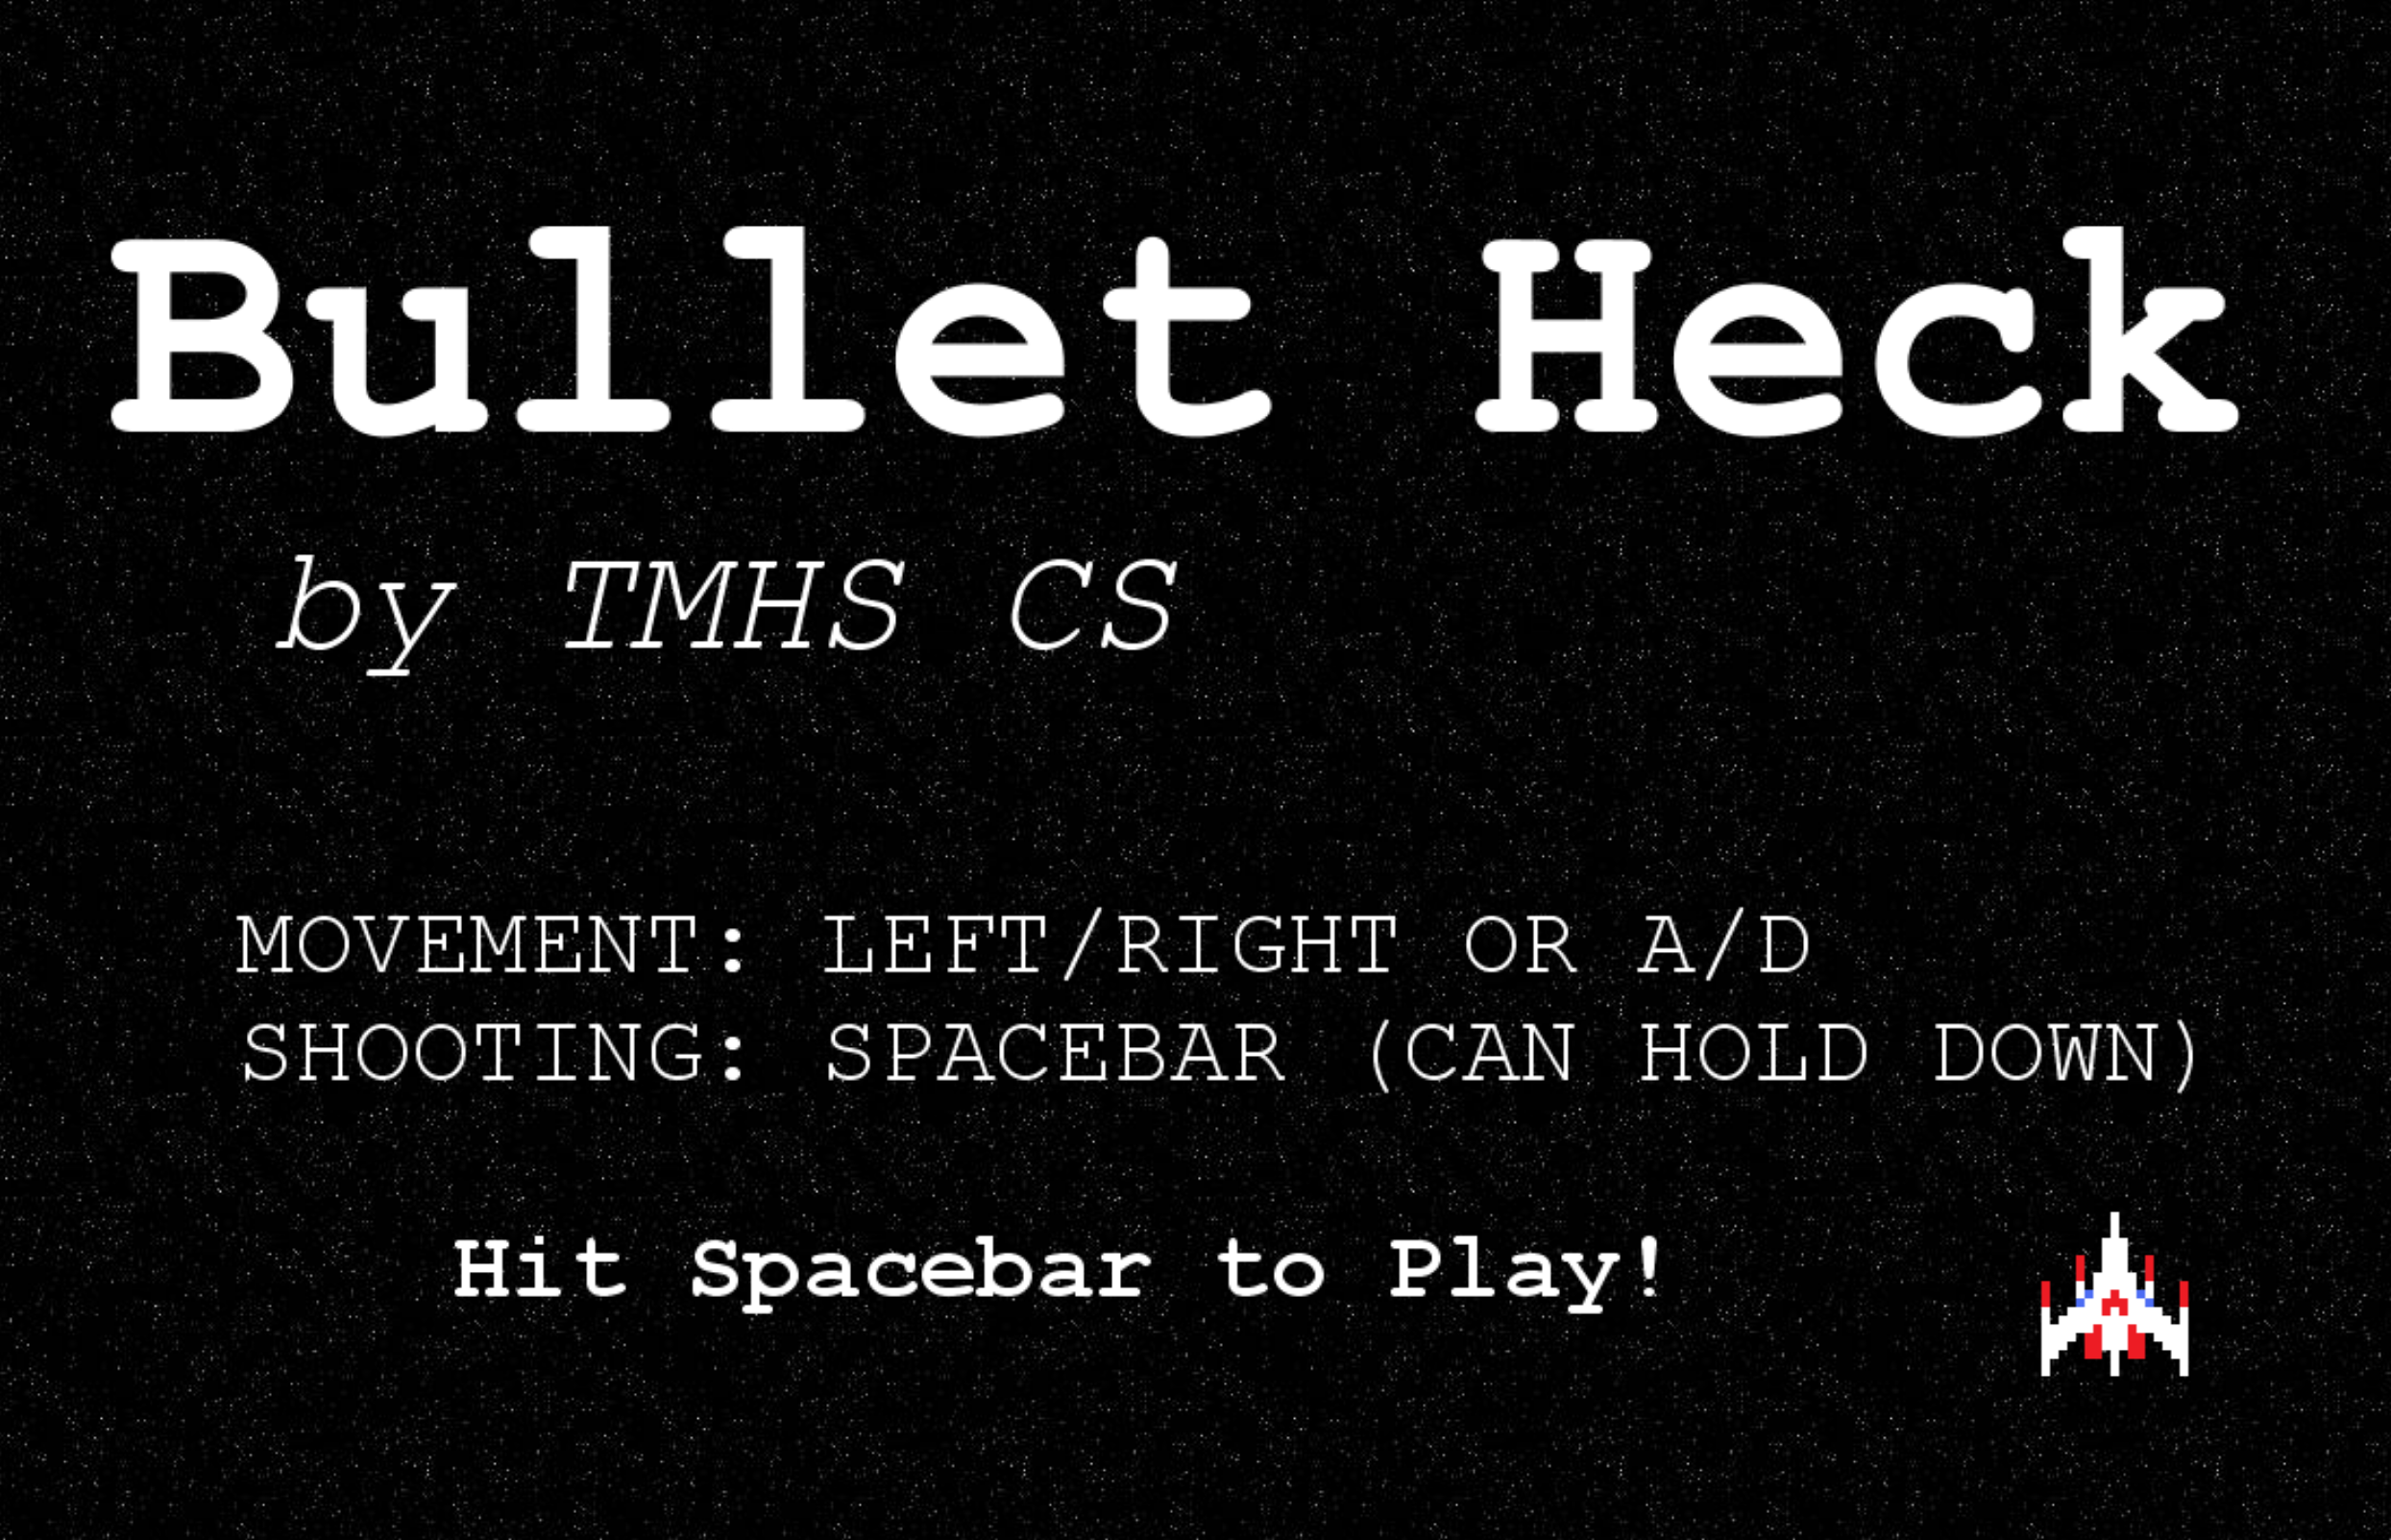 Bullet Heck
by TMHS CS
MOVEMENT: LEFT/RIGHT OR A/D
SHOOTING: SPACEBAR (CAN HOLD DOWN)
Hit Spacebar to Play!